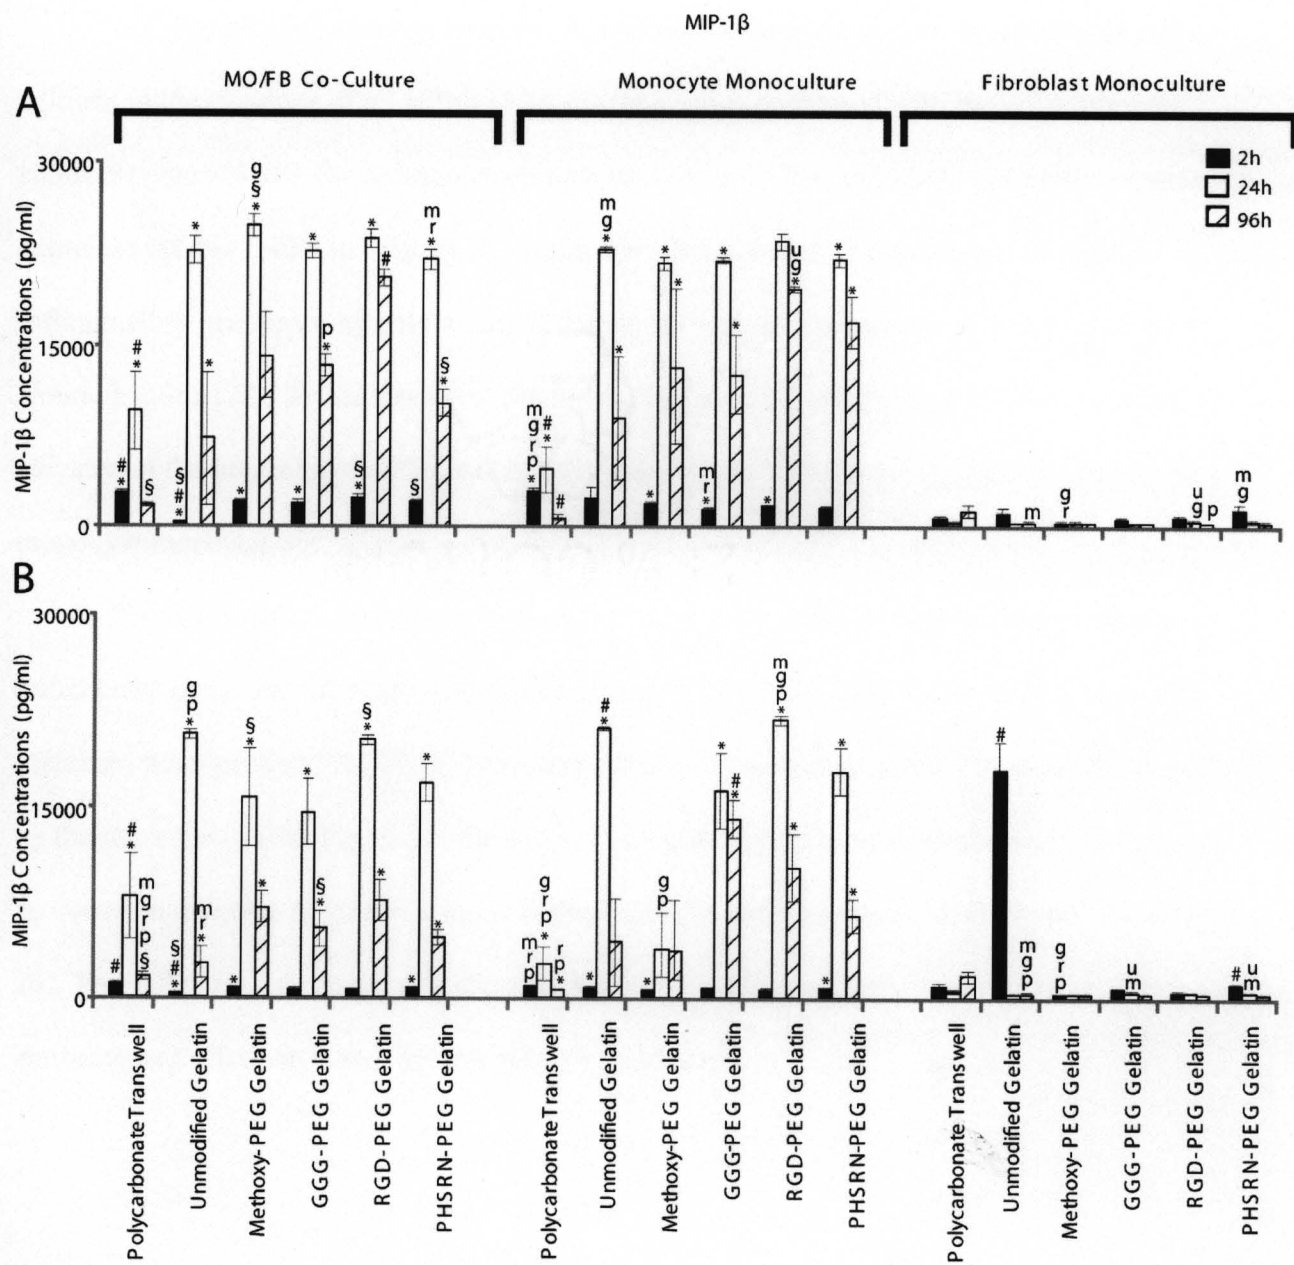 MIP-1β
MO/FB Co-Culture
Monocyte Monoculture
Fibroblast Monoculture
A
MIP-1β Concentrations (pg/ml)
30000
15000
0
2h
24h
96h
#
*
#
*
§
§
#
*
*
*
*
g
§
*
*
*
p
*
§
*
*
#
§
m
r
*
§
*
m
g
r
p
*
#
*
#
m
g
*
*
*
*
*
m
r
*
*
*
*
u
g
*
*
*
m
g
r
u
g
p
m
g
B
MIP-1β Concentrations (pg/ml)
30000
15000
0
#
#
*
m
g
r
p
§
§
#
*
g
p
*
m
r
*
*
§
*
*
*
§
*
§
*
*
*
*
*
m
r
p
g
r
p
*
r
p
*
*
#
*
*
g
p
*
#
*
m
g
p
*
*
*
*
*
#
m
g
p
g
r
p
u
m
#
u
m
Polycarbonate Transwell
Unmodified Gelatin
Methoxy-PEG Gelatin
GGG-PEG Gelatin
RGD-PEG Gelatin
PHSRN-PEG Gelatin
Polycarbonate Transwell
Unmodified Gelatin
Methoxy-PEG Gelatin
GGG-PEG Gelatin
RGD-PEG Gelatin
PHSRN-PEG Gelatin
Polycarbonate Transwell
Unmodified Gelatin
Methoxy-PEG Gelatin
GGG-PEG Gelatin
RGD-PEG Gelatin
PHSRN-PEG Gelatin